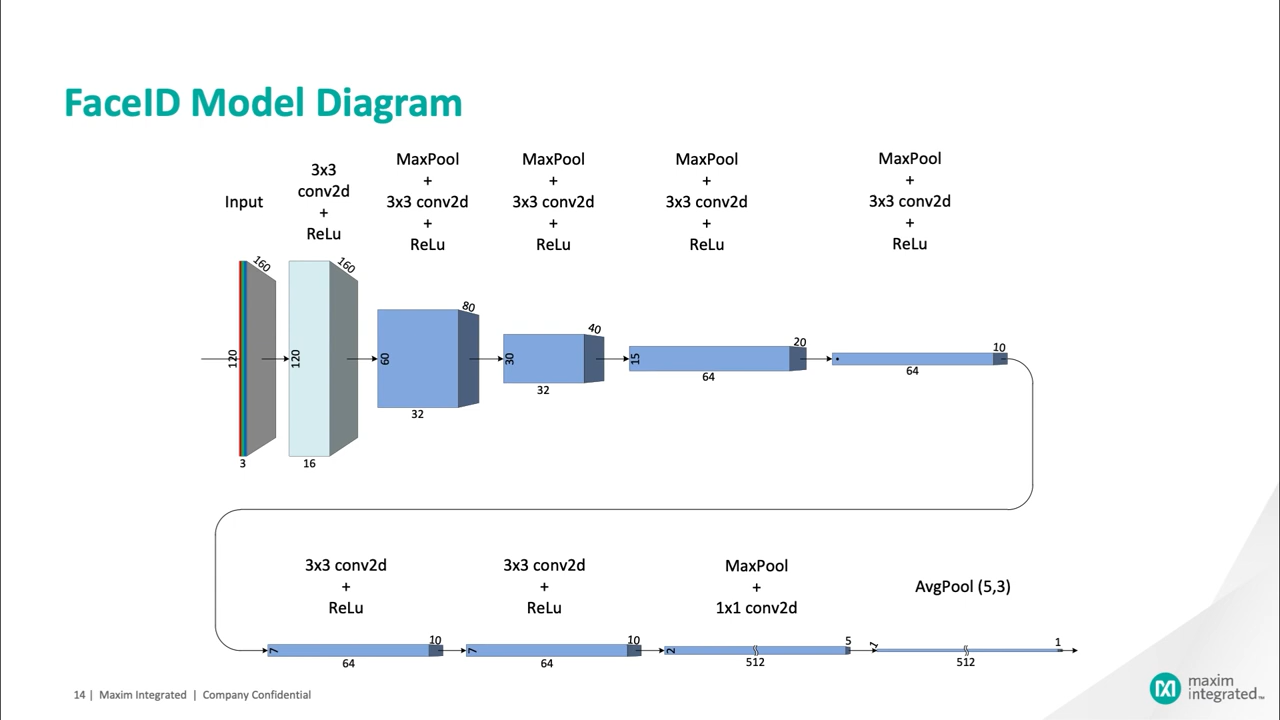 FaceID Model Diagram
Input
3x3
conv2d
+
ReLu
MaxPool
+
3x3 conv2d
+
ReLu
MaxPool
+
3x3 conv2d
+
ReLu
MaxPool
+
3x3 conv2d
+
ReLu
MaxPool
+
3x3 conv2d
+
ReLu
160
120
3
160
120
16
80
60
32
40
30
32
20
15
64
10
64
3x3 conv2d
+
ReLu
3x3 conv2d
+
ReLu
MaxPool
+
1x1 conv2d
AvgPool (5,3)
10
7
64
10
7
64
5
2
512
1
1
512
14 | Maxim Integrated | Company Confidential
maxim
integrated™